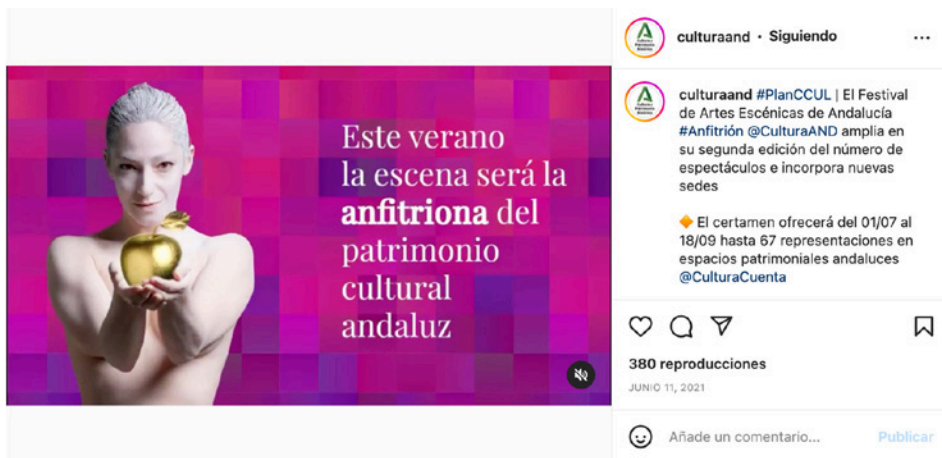 Este verano
la escena será la
anfitriona del
patrimonio
cultural
andaluz
culturaand • Siguiendo
culturaand #PlanCCUL | El Festival
de Artes Escénicas de Andalucía
#Anfitrión @CulturaAND amplia en
su segunda edición del número de
espectáculos e incorpora nuevas
sedes
El certamen ofrecerá del 01/07 al
18/09 hasta 67 representaciones en
espacios patrimoniales andaluces
@CulturaCuenta
380 reproducciones
JUNIO 11, 2021
Añade un comentario...
Publicar